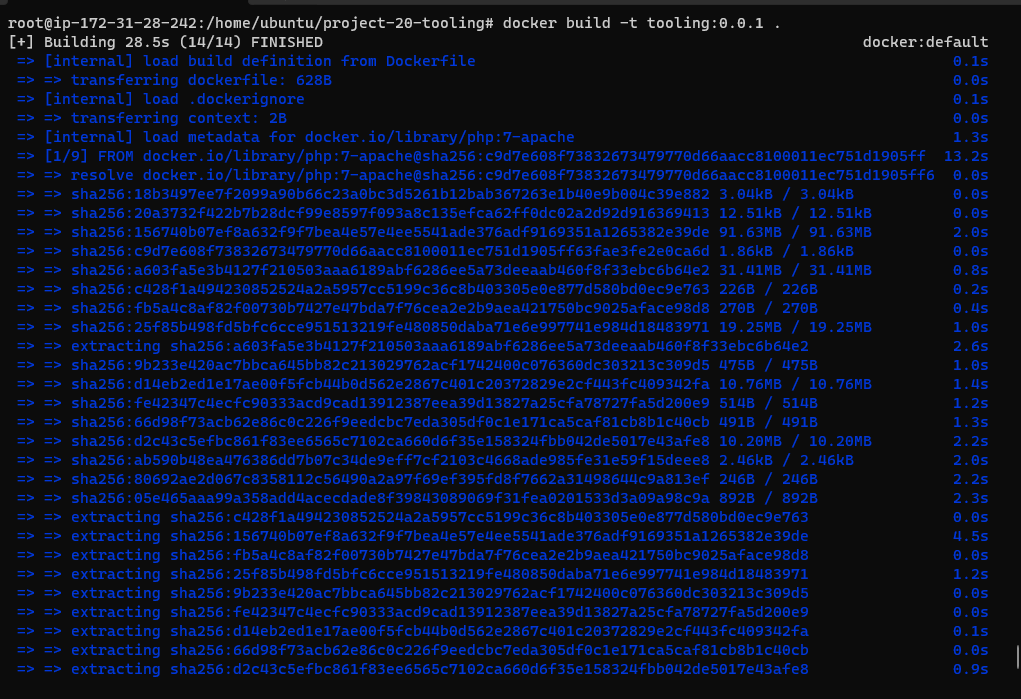 root@ip-172-31-28-242:/home/ubuntu/project-20-tooling# docker build -t tooling:0.0.1 .
[+] Building 28.5s (14/14) FINISHED docker:default
=> [internal] load build definition from Dockerfile 0.1s
=> => transferring dockerfile: 628B 0.0s
=> [internal] load .dockerignore 0.1s
=> => transferring context: 2B 0.0s
=> [internal] load metadata for docker.io/library/php:7-apache 1.3s
=> [1/9] FROM docker.io/library/php:7-apache@sha256:c9d7e608f73832673479770d66aacc8100011ec751d1905ff 13.2s
=> => resolve docker.io/library/php:7-apache@sha256:c9d7e608f73832673479770d66aacc8100011ec751d1905ff6 0.0s
=> => sha256:18b3497ee7f2099a90b66c23a0bc3d5261b12bab367263e1b40e9b004c39e882 3.04kB / 3.04kB 0.0s
=> => sha256:20a3732f422b7b28dcf99e8597f093a8c135efca62ff0dc02a2d92d916369413 12.51kB / 12.51kB 0.0s
=> => sha256:156740b07ef8a632f9f7bea4e57e4ee5541ade376adf9169351a1265382e39de 91.63MB / 91.63MB 2.0s
=> => sha256:c9d7e608f73832673479770d66aacc8100011ec751d1905ff63fae3fe2e0ca6d 1.86kB / 1.86kB 0.0s
=> => sha256:a603fa5e3b4127f210503aaa6189abf6286ee5a73deeaab460f8f33ebc6b64e2 31.41MB / 31.41MB 0.8s
=> => sha256:c428f1a494230852524a2a5957cc5199c36c8b403305e0e877d580bd0ec9e763 226B / 226B 0.2s
=> => sha256:fb5a4c8af82f00730b7427e47bda7f76cea2e2b9aea421750bc9025aface98d8 270B / 270B 0.4s
=> => sha256:25f85b498fd5bfc6cce951513219fe480850daba71e6e997741e984d18483971 19.25MB / 19.25MB 1.0s
=> => extracting sha256:a603fa5e3b4127f210503aaa6189abf6286ee5a73deeaab460f8f33ebc6b64e2 2.6s
=> => sha256:9b233e420ac7bbca645bb82c213029762acf1742400c076360dc303213c309d5 475B / 475B 1.0s
=> => sha256:d14eb2ed1e17ae00f5fcb44b0d562e2867c401c20372829e2cf443fc409342fa 10.76MB / 10.76MB 1.4s
=> => sha256:fe42347c4ecfc90333acd9cad13912387eea39d13827a25cfa78727fa5d200e9 514B / 514B 1.2s
=> => sha256:66d98f73acb62e86c0c226f9eedcbc7eda305df0c1e171ca5caf81cb8b1c40cb 491B / 491B 1.3s
=> => sha256:d2c43c5efbc861f83ee6565c7102ca660d6f35e158324fbb042de5017e43afe8 10.20MB / 10.20MB 2.2s
=> => sha256:ab590b48ea476386dd7b07c34de9eff7cf2103c4668ade985fe31e59f15deee8 2.46kB / 2.46kB 2.0s
=> => sha256:80692ae2d067c8358112c56490a2a97f69ef395fd8f7662a31498644c9a813ef 246B / 246B 2.2s
=> => sha256:05e465aaa99a358add4acecdade8f39843089069f31fea0201533d3a09a98c9a 892B / 892B 2.3s
=> => extracting sha256:c428f1a494230852524a2a5957cc5199c36c8b403305e0e877d580bd0ec9e763 0.0s
=> => extracting sha256:156740b07ef8a632f9f7bea4e57e4ee5541ade376adf9169351a1265382e39de 4.5s
=> => extracting sha256:fb5a4c8af82f00730b7427e47bda7f76cea2e2b9aea421750bc9025aface98d8 0.0s
=> => extracting sha256:25f85b498fd5bfc6cce951513219fe480850daba71e6e997741e984d18483971 1.2s
=> => extracting sha256:9b233e420ac7bbca645bb82c213029762acf1742400c076360dc303213c309d5 0.0s
=> => extracting sha256:fe42347c4ecfc90333acd9cad13912387eea39d13827a25cfa78727fa5d200e9 0.0s
=> => extracting sha256:d14eb2ed1e17ae00f5fcb44b0d562e2867c401c20372829e2cf443fc409342fa 0.1s
=> => extracting sha256:66d98f73acb62e86c0c226f9eedcbc7eda305df0c1e171ca5caf81cb8b1c40cb 0.0s
=> => extracting sha256:d2c43c5efbc861f83ee6565c7102ca660d6f35e158324fbb042de5017e43afe8 0.9s